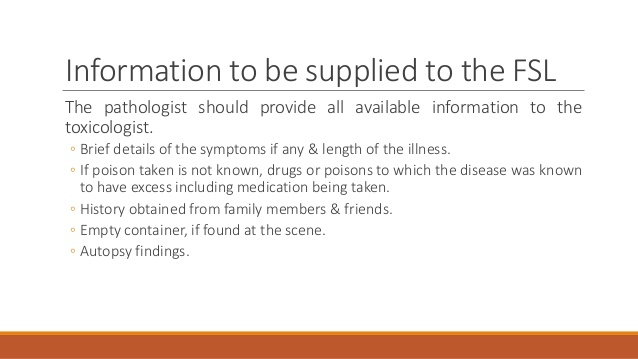 Information to be supplied to the FSL
The pathologist should provide all available information to the
toxicologist.
◦ Brief details of the symptoms if any & length of the illness.
◦ If poison taken is not known, drugs or poisons to which the disease was known
to have excess including medication being taken.
◦ History obtained from family members & friends.
◦ Empty container, if found at the scene.
◦ Autopsy findings.